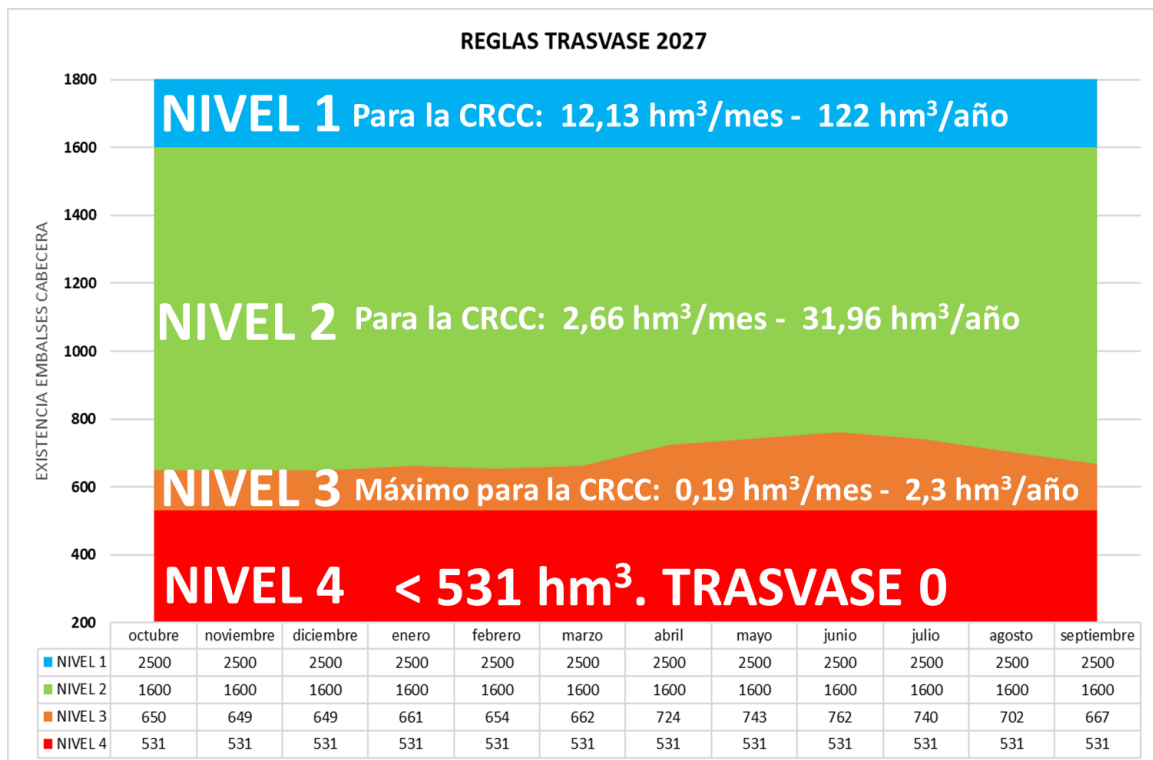 REGLAS TRASVASE 2027
EXISTENCIA EMBALSES CABECERA
1800
1600
1400
1200
1000
800
600
400
200
NIVEL 1 Para la CRCC: 12,13 hm³/mes - 122 hm³/año
NIVEL 2 Para la CRCC: 2,66 hm³/mes - 31,96 hm³/año
NIVEL 3 Máximo para la CRCC: 0,19 hm³/mes - 2,3 hm³/año
NIVEL 4 < 531 hm³. TRASVASE 0
octubre noviembre diciembre enero febrero marzo abril mayo junio julio agosto septiembre
NIVEL 1 2500 2500 2500 2500 2500 2500 2500 2500 2500 2500 2500 2500
NIVEL 2 1600 1600 1600 1600 1600 1600 1600 1600 1600 1600 1600 1600
NIVEL 3 650 649 649 661 654 662 724 743 762 740 702 667
NIVEL 4 531 531 531 531 531 531 531 531 531 531 531 531